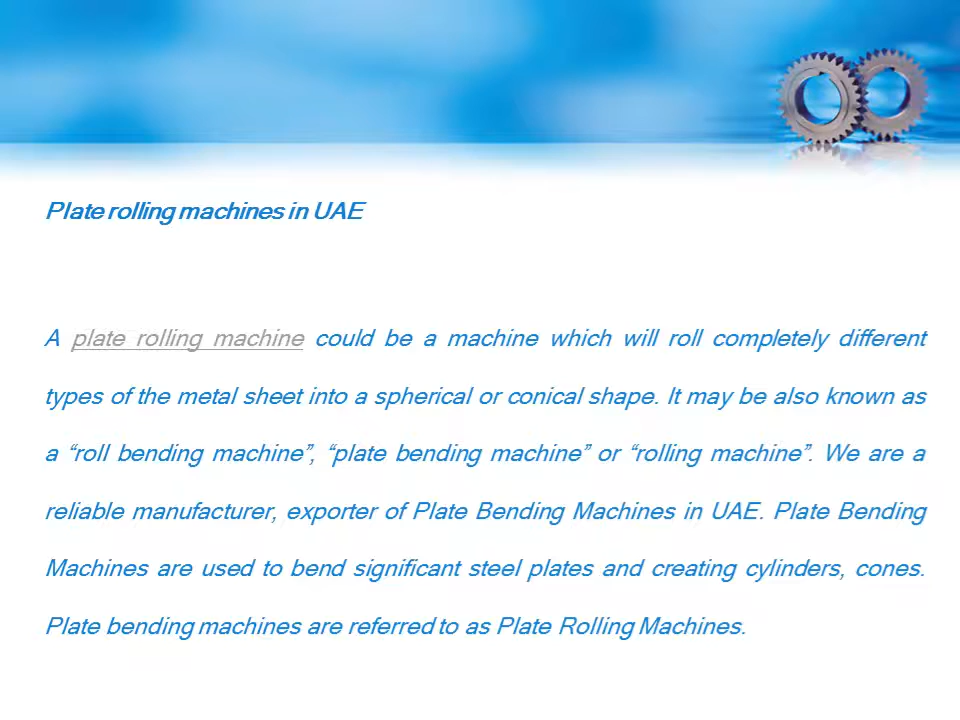 Plate rolling machines in UAE
A plate rolling machine could be a machine which will roll completely different
types of the metal sheet into a spherical or conical shape. It may be also known as
a “roll bending machine”, “plate bending machine” or “rolling machine”. We are a
reliable manufacturer, exporter of Plate Bending Machines in UAE. Plate Bending
Machines are used to bend significant steel plates and creating cylinders, cones.
Plate bending machines are referred to as Plate Rolling Machines.